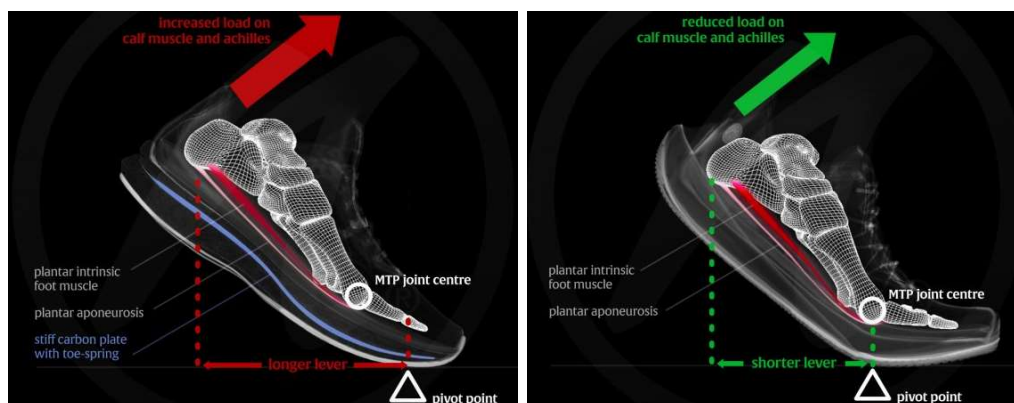 increased load on
calf muscle and achilles
plantar intrinsic
foot muscle
plantar aponeurosis
stiff carbon plate
with toe-spring
MTP joint centre
longer lever
pivot point
reduced load on
calf muscle and achilles
plantar intrinsic
foot muscle
plantar aponeurosis
MTP joint centre
shorter lever
pivot point